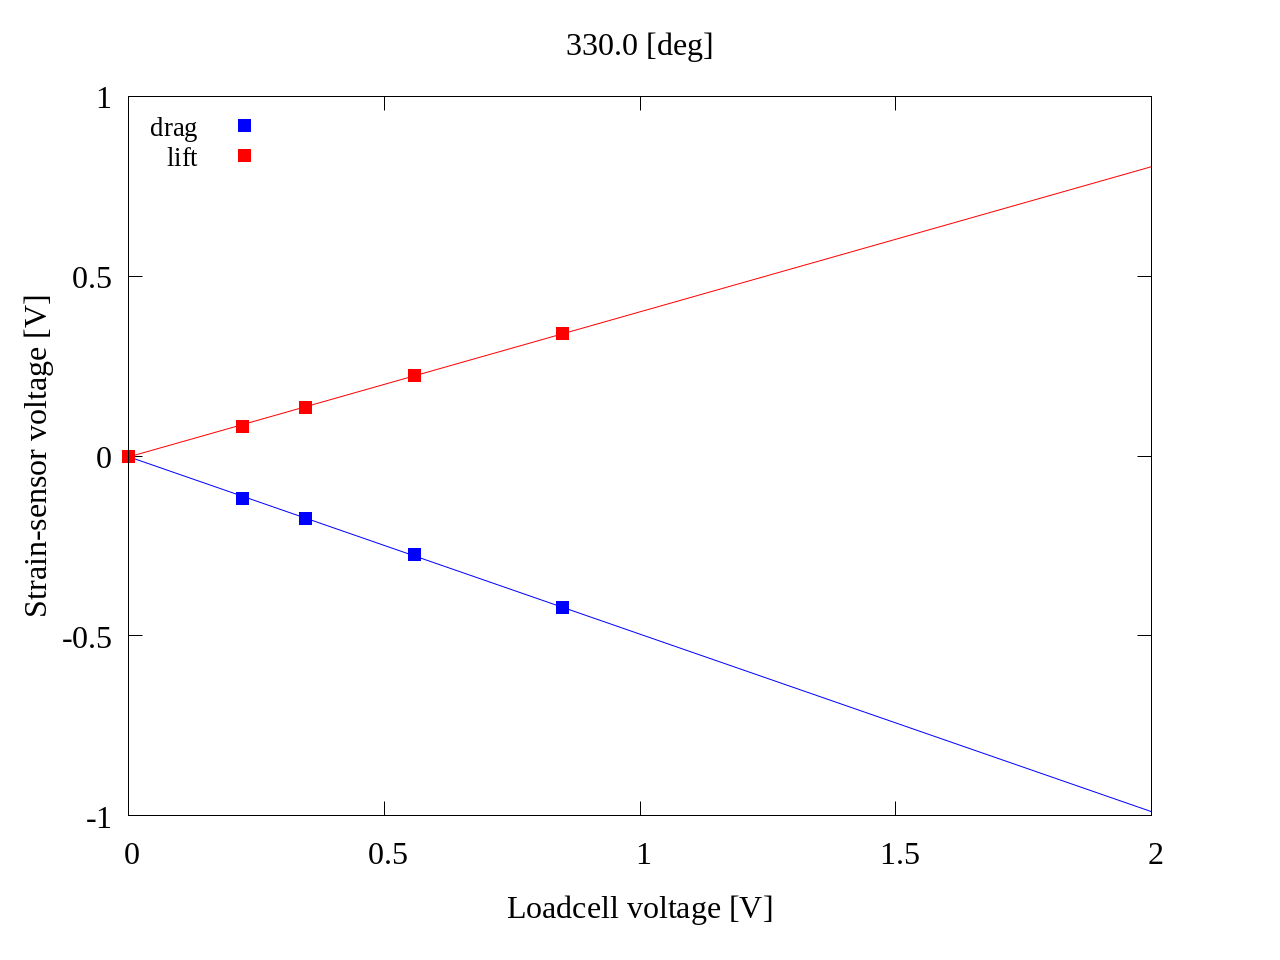 330.0 [deg]
drag
lift
1
0.5
0
-0.5
-1
Strain-sensor voltage [V]
0 0.5 1 1.5 2
Loadcell voltage [V]